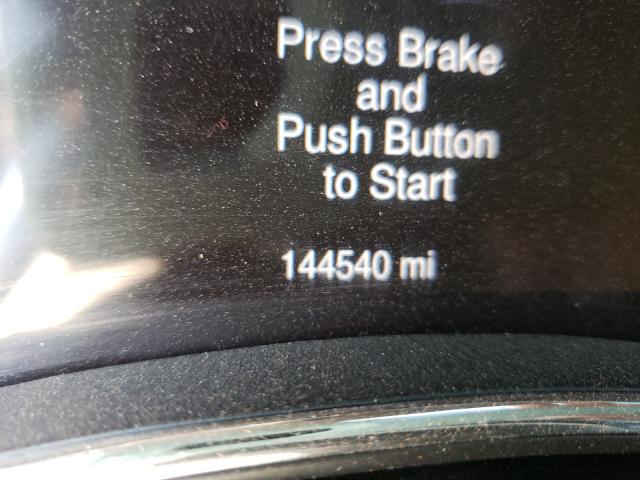 Press Brake
and
Push Button
to Start
144540 mi